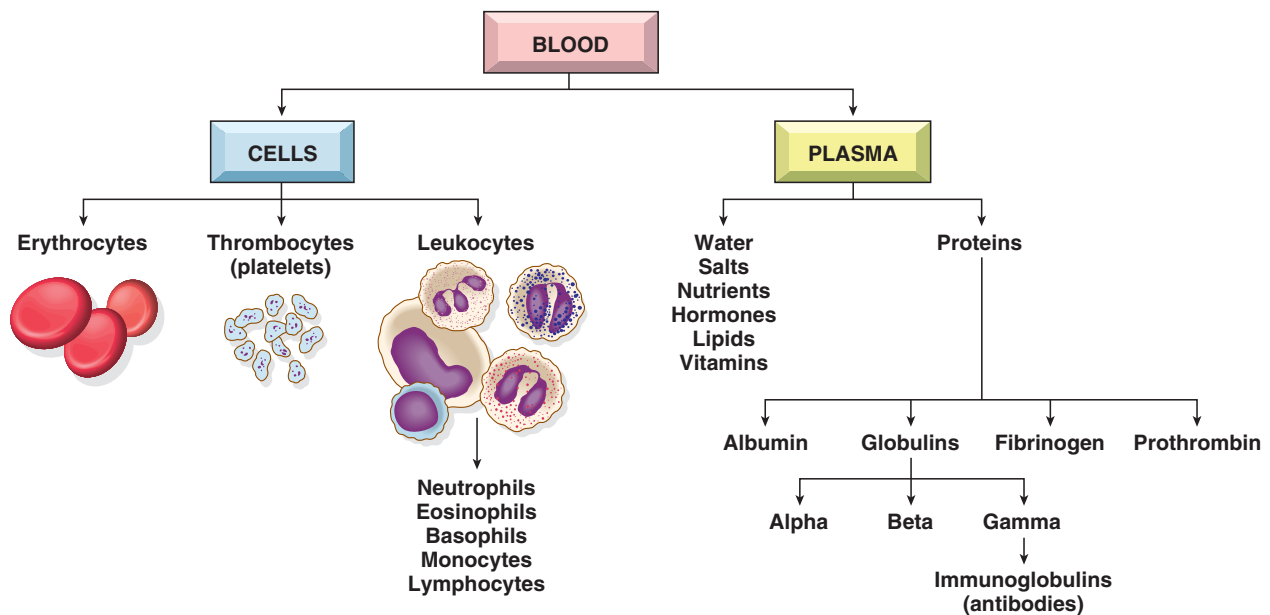 BLOOD
CELLS
PLASMA
Erythrocytes
Thrombocytes
(platelets)
Leukocytes
Neutrophils
Eosinophils
Basophils
Monocytes
Lymphocytes
Water
Salts
Nutrients
Hormones
Lipids
Vitamins
Proteins
Albumin
Globulins
Fibrinogen
Prothrombin
Alpha
Beta
Gamma
Immunoglobulins
(antibodies)